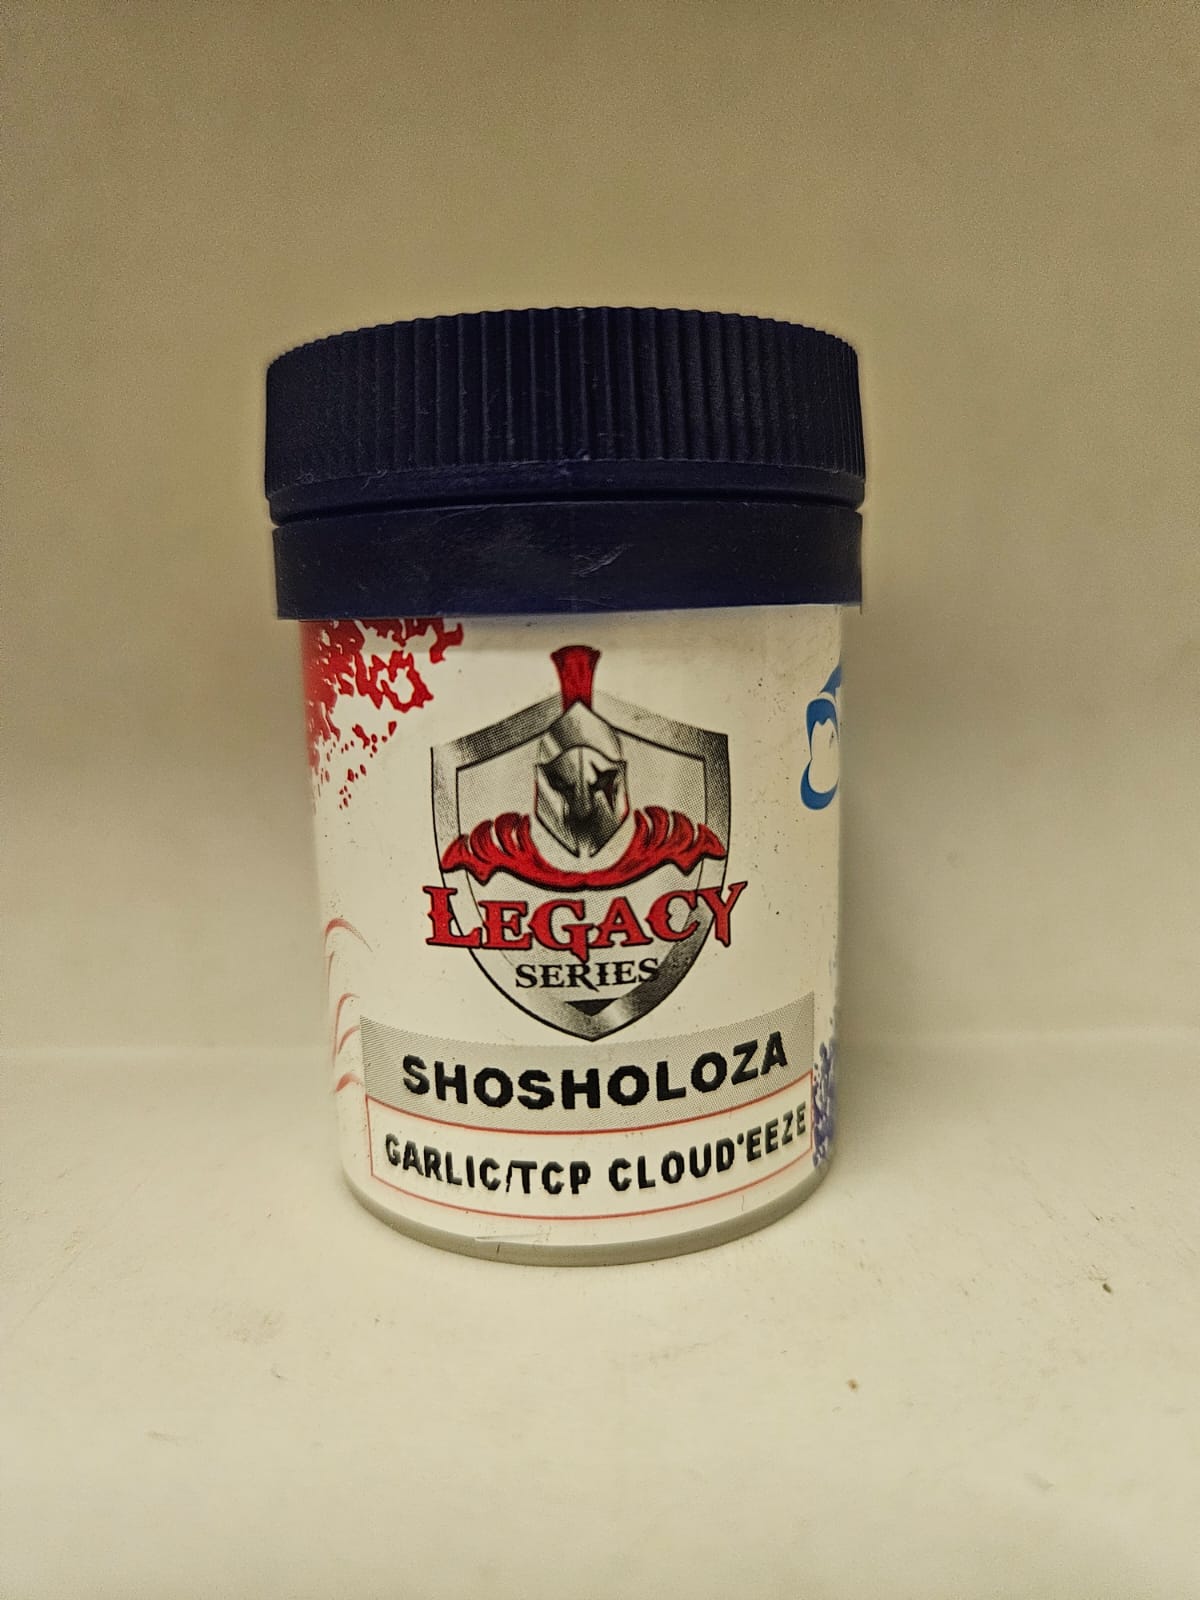 LEGACY
SERIES
SHOSHOLOZA
GARLIC/TCP CLOUD'EEZE